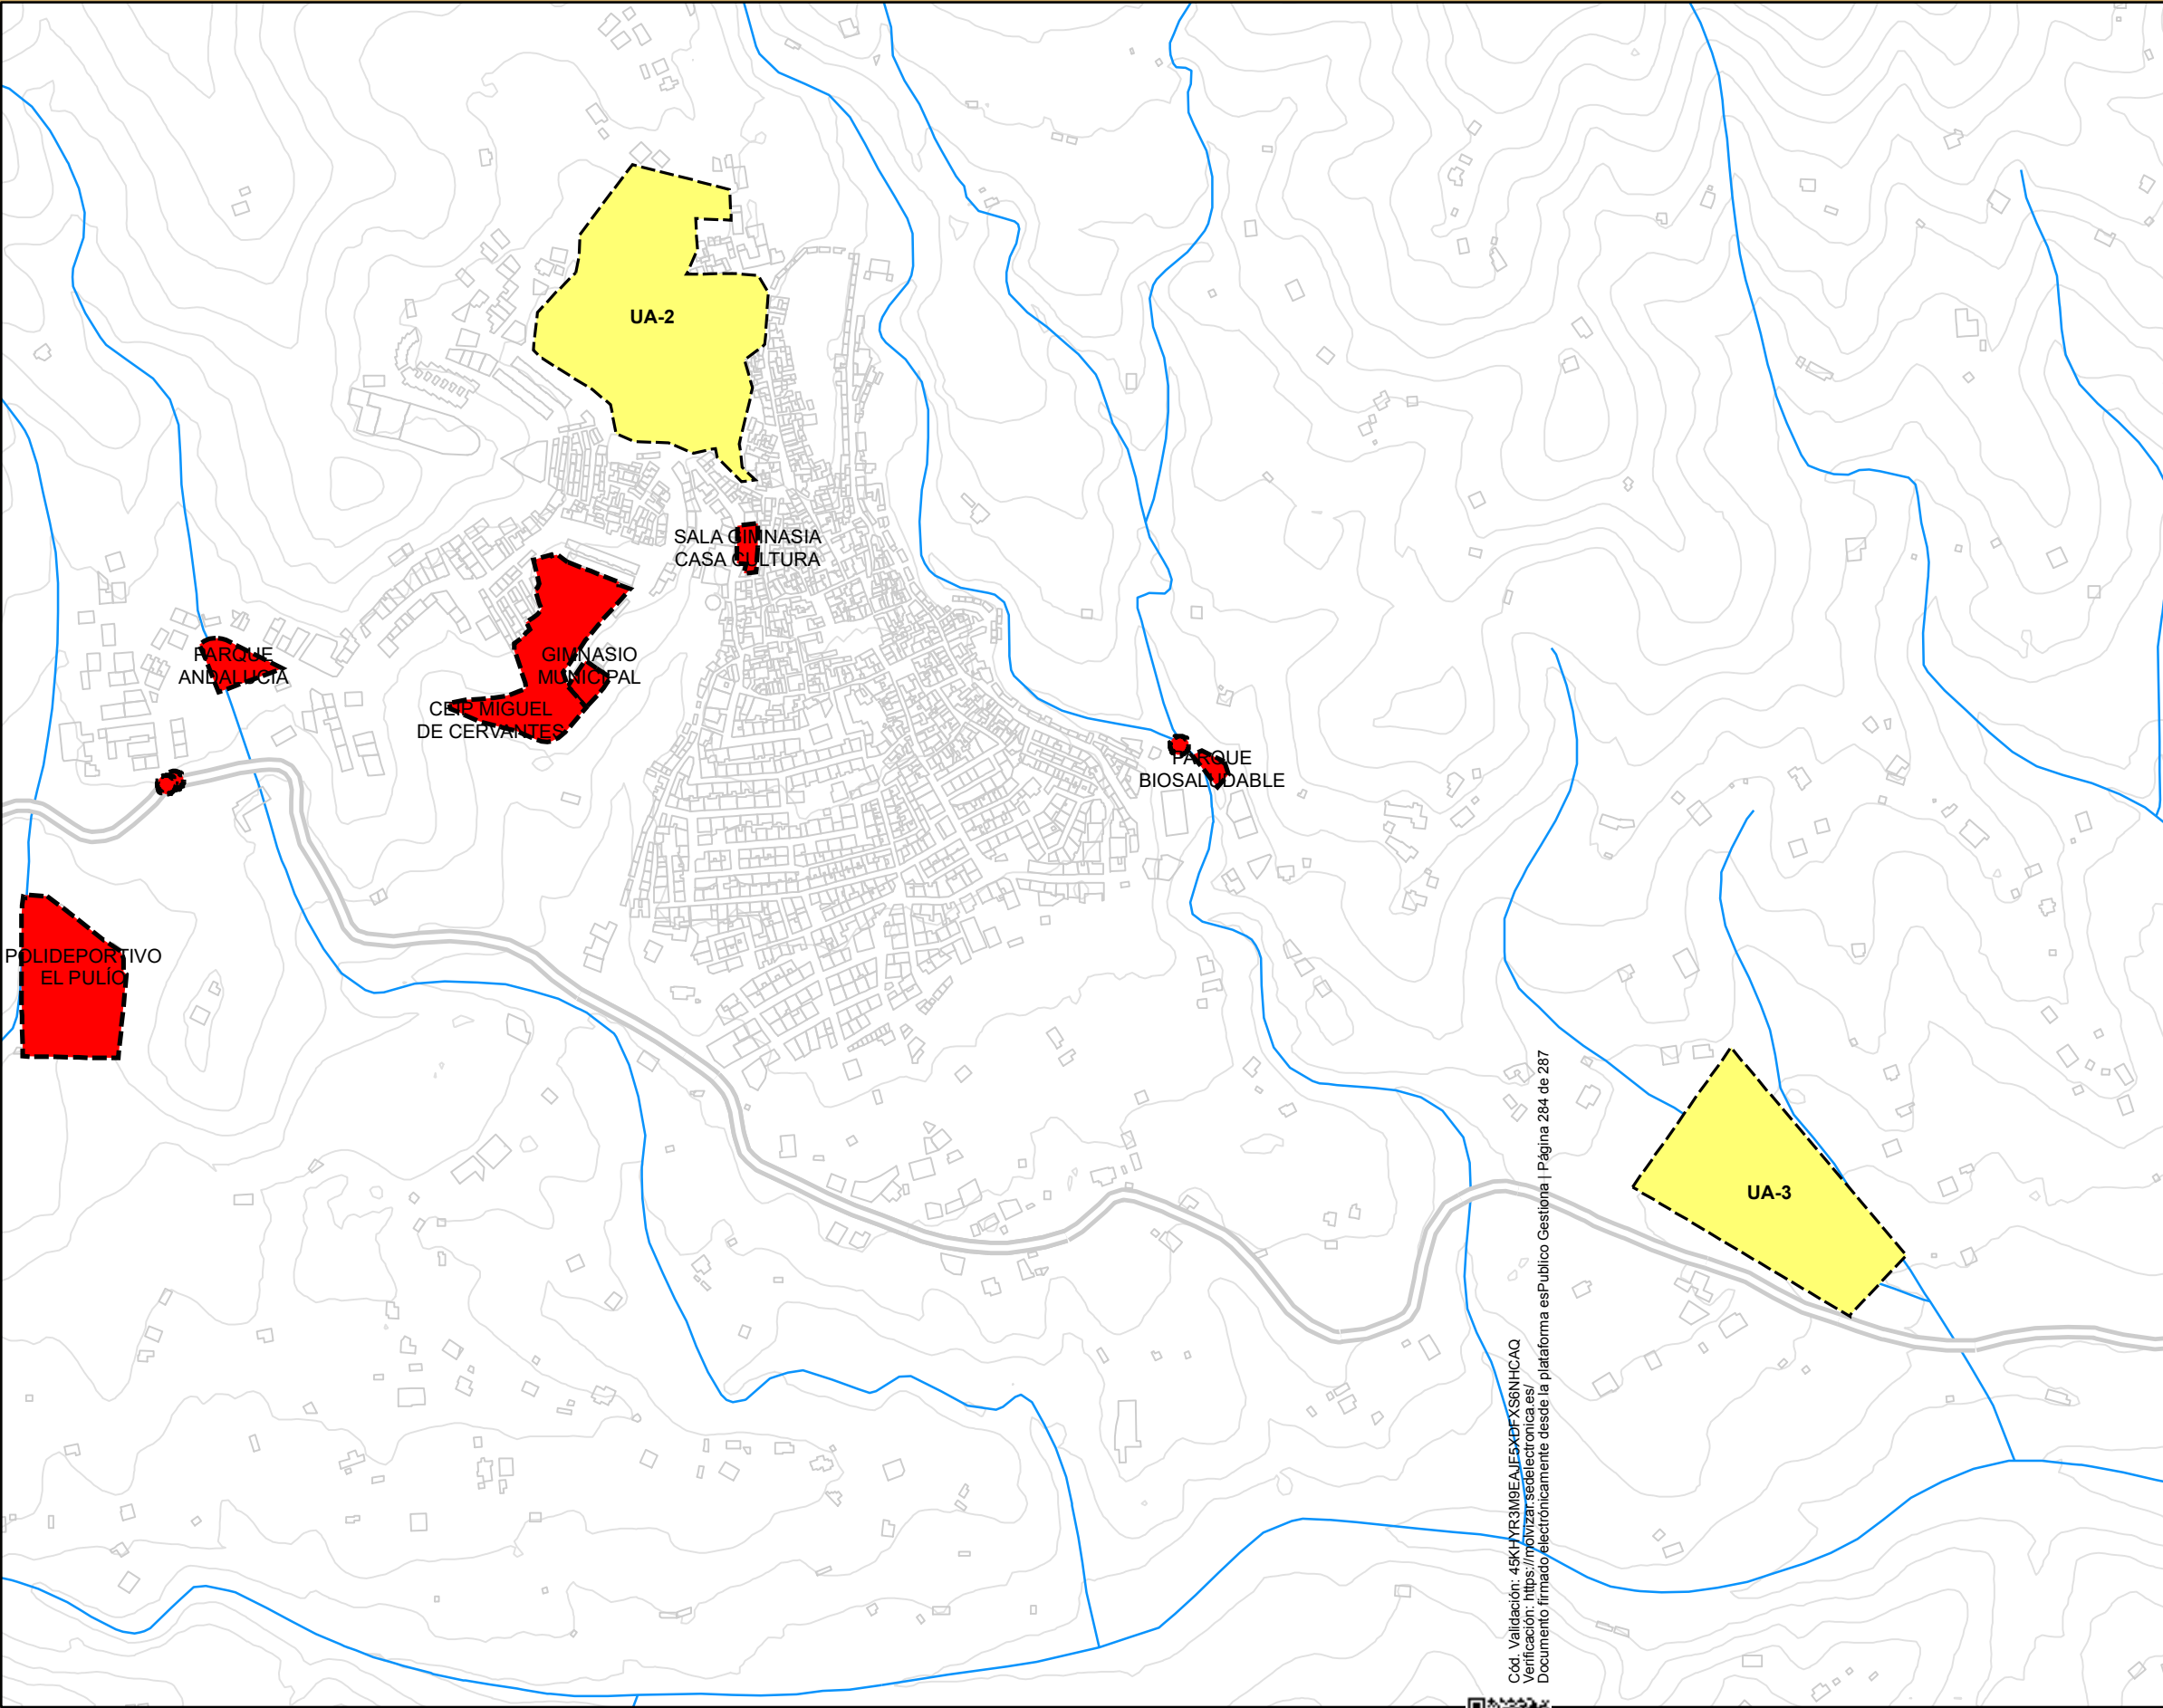 UA-2
SALA GIMNASIA
CASA CULTURA
PARQUE
ANDALUCÍA
GIMNASIO
MUNICIPAL
CEIP MIGUEL
DE CERVANTES
PARQUE
BIOSALUDABLE
POLIDEPORTIVO
EL PULÍO
UA-3
Cód. Validación: 45KHYR3M9EAJF5XDFXS6NHCAQ
Verificación: https://molvizar.sedelectronica.es/
Documento firmado electrónicamente desde la plataforma esPublico Gestiona | Página 284 de 287